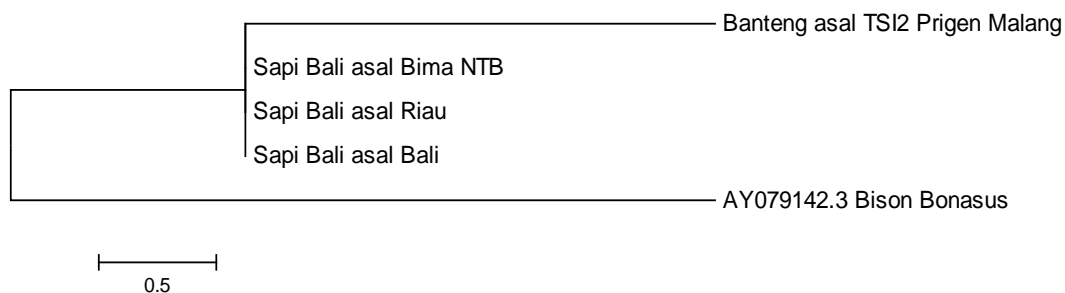 Banteng asal TSI2 Prigen Malang
Sapi Bali asal Bima NTB
Sapi Bali asal Riau
Sapi Bali asal Bali
AY079142.3 Bison Bonasus
0.5